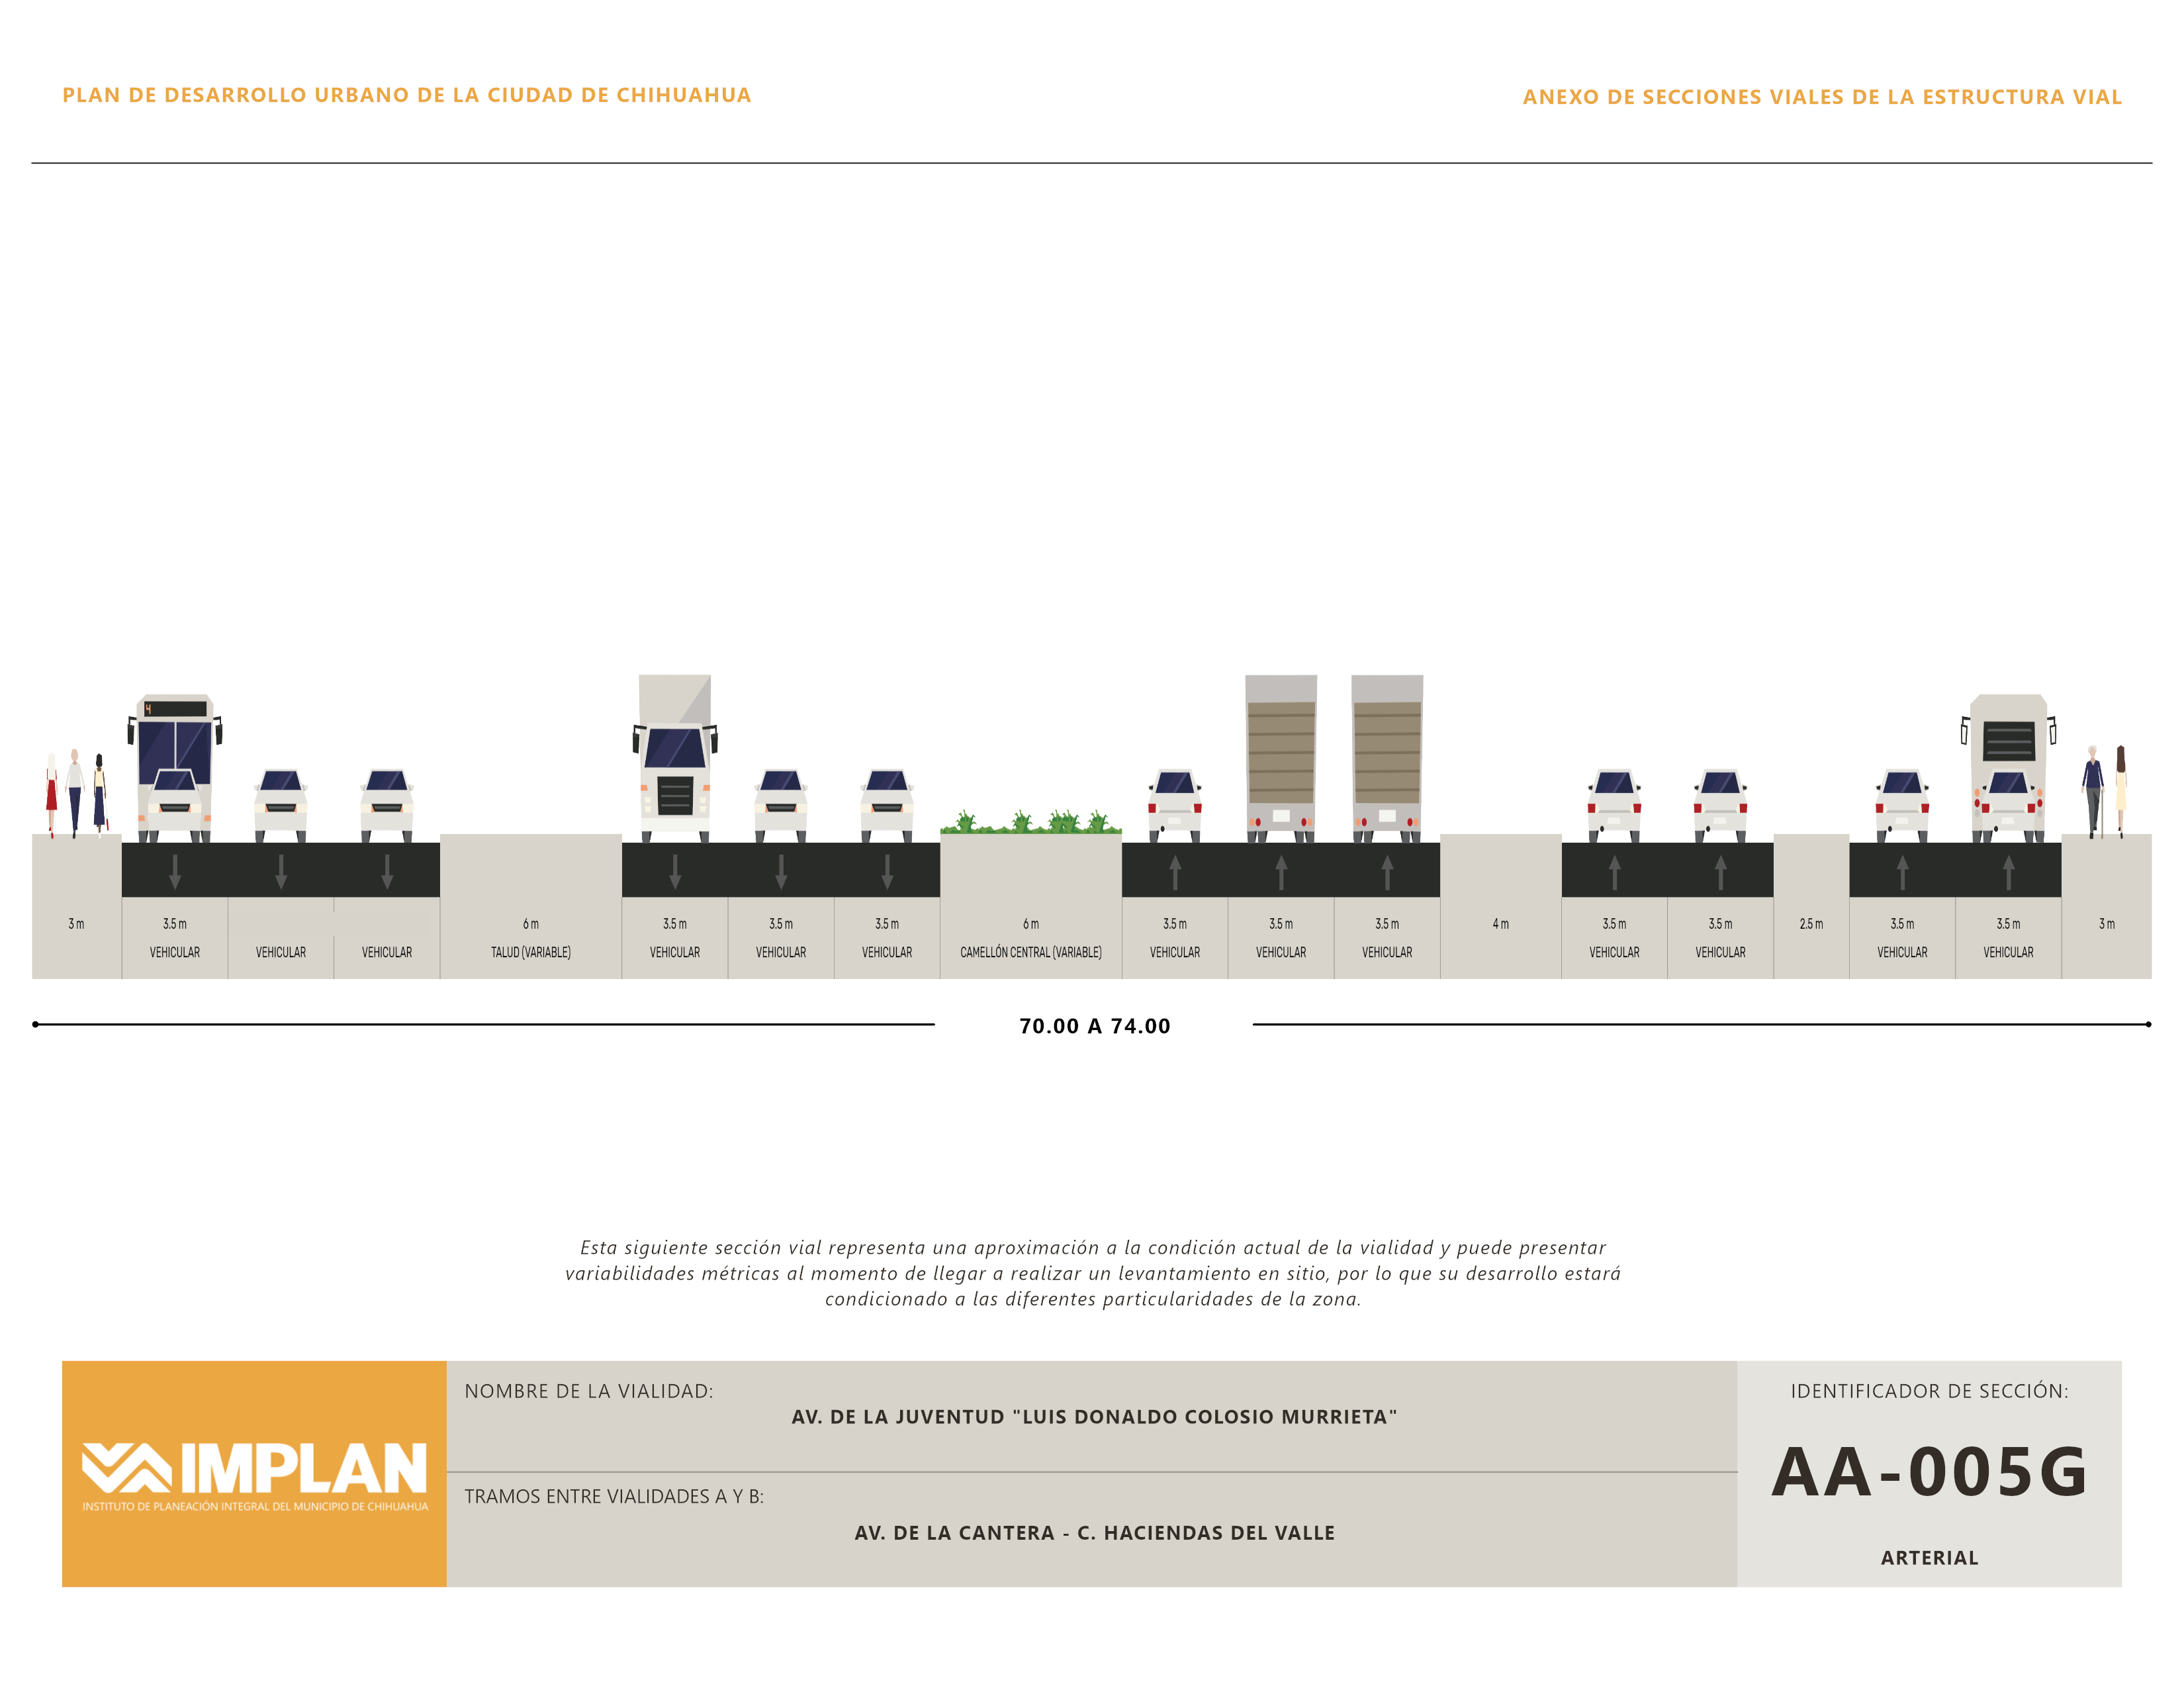 PLAN DE DESARROLLO URBANO DE LA CIUDAD DE CHIHUAHUA
ANEXO DE SECCIONES VIALES DE LA ESTRUCTURA VIAL
4
3 m
3.5 m
VEHICULAR
VEHICULAR
VEHICULAR
6 m
TALUD (VARIABLE)
3.5 m
VEHICULAR
3.5 m
VEHICULAR
3.5 m
VEHICULAR
6 m
CAMELLÓN CENTRAL (VARIABLE)
3.5 m
VEHICULAR
3.5 m
VEHICULAR
3.5 m
VEHICULAR
4 m
3.5 m
VEHICULAR
3.5 m
VEHICULAR
2.5 m
3.5 m
VEHICULAR
3.5 m
VEHICULAR
3 m
70.00 A 74.00
Esta siguiente sección vial representa una aproximación a la condición actual de la vialidad y puede presentar
variabilidades métricas al momento de llegar a realizar un levantamiento en sitio, por lo que su desarrollo estará
condicionado a las diferentes particularidades de la zona.
IMPLAN
INSTITUTO DE PLANEACIÓN INTEGRAL DEL MUNICIPIO DE CHIHUAHUA
NOMBRE DE LA VIALIDAD:
AV. DE LA JUVENTUD "LUIS DONALDO COLOSIO MURRIETA"
TRAMOS ENTRE VIALIDADES A Y B:
AV. DE LA CANTERA - C. HACIENDAS DEL VALLE
IDENTIFICADOR DE SECCIÓN:
AA-005G
ARTERIAL